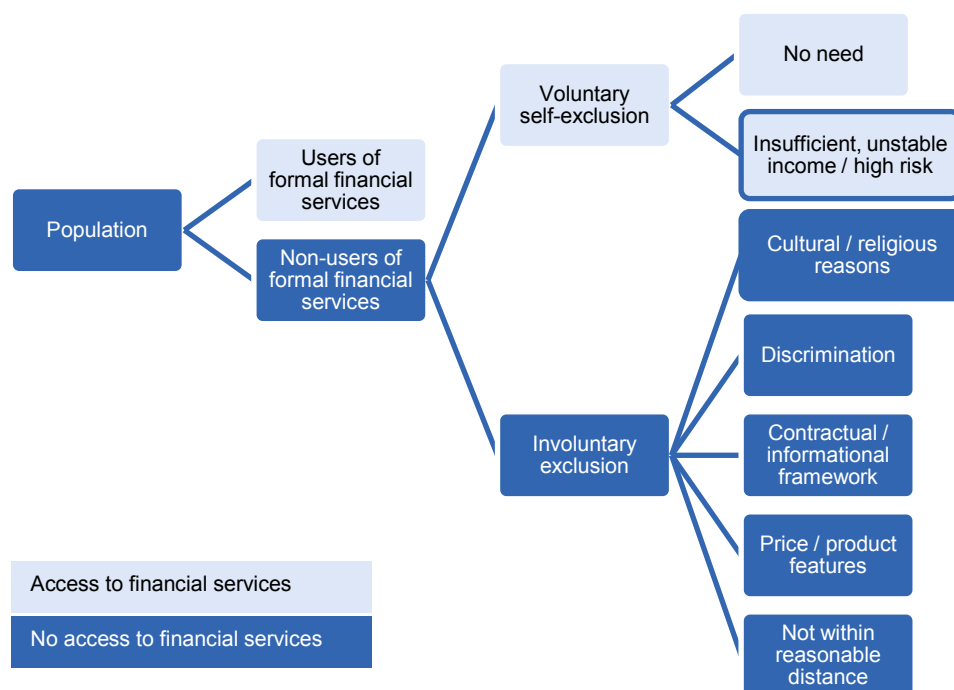 Population
Users of
formal financial
services
Non-users of
formal financial
services
Voluntary
self-exclusion
Involuntary
exclusion
No need
Insufficient, unstable
income / high risk
Cultural / religious
reasons
Discrimination
Contractual /
informational
framework
Price / product
features
Not within
reasonable
distance
Access to financial services
No access to financial services